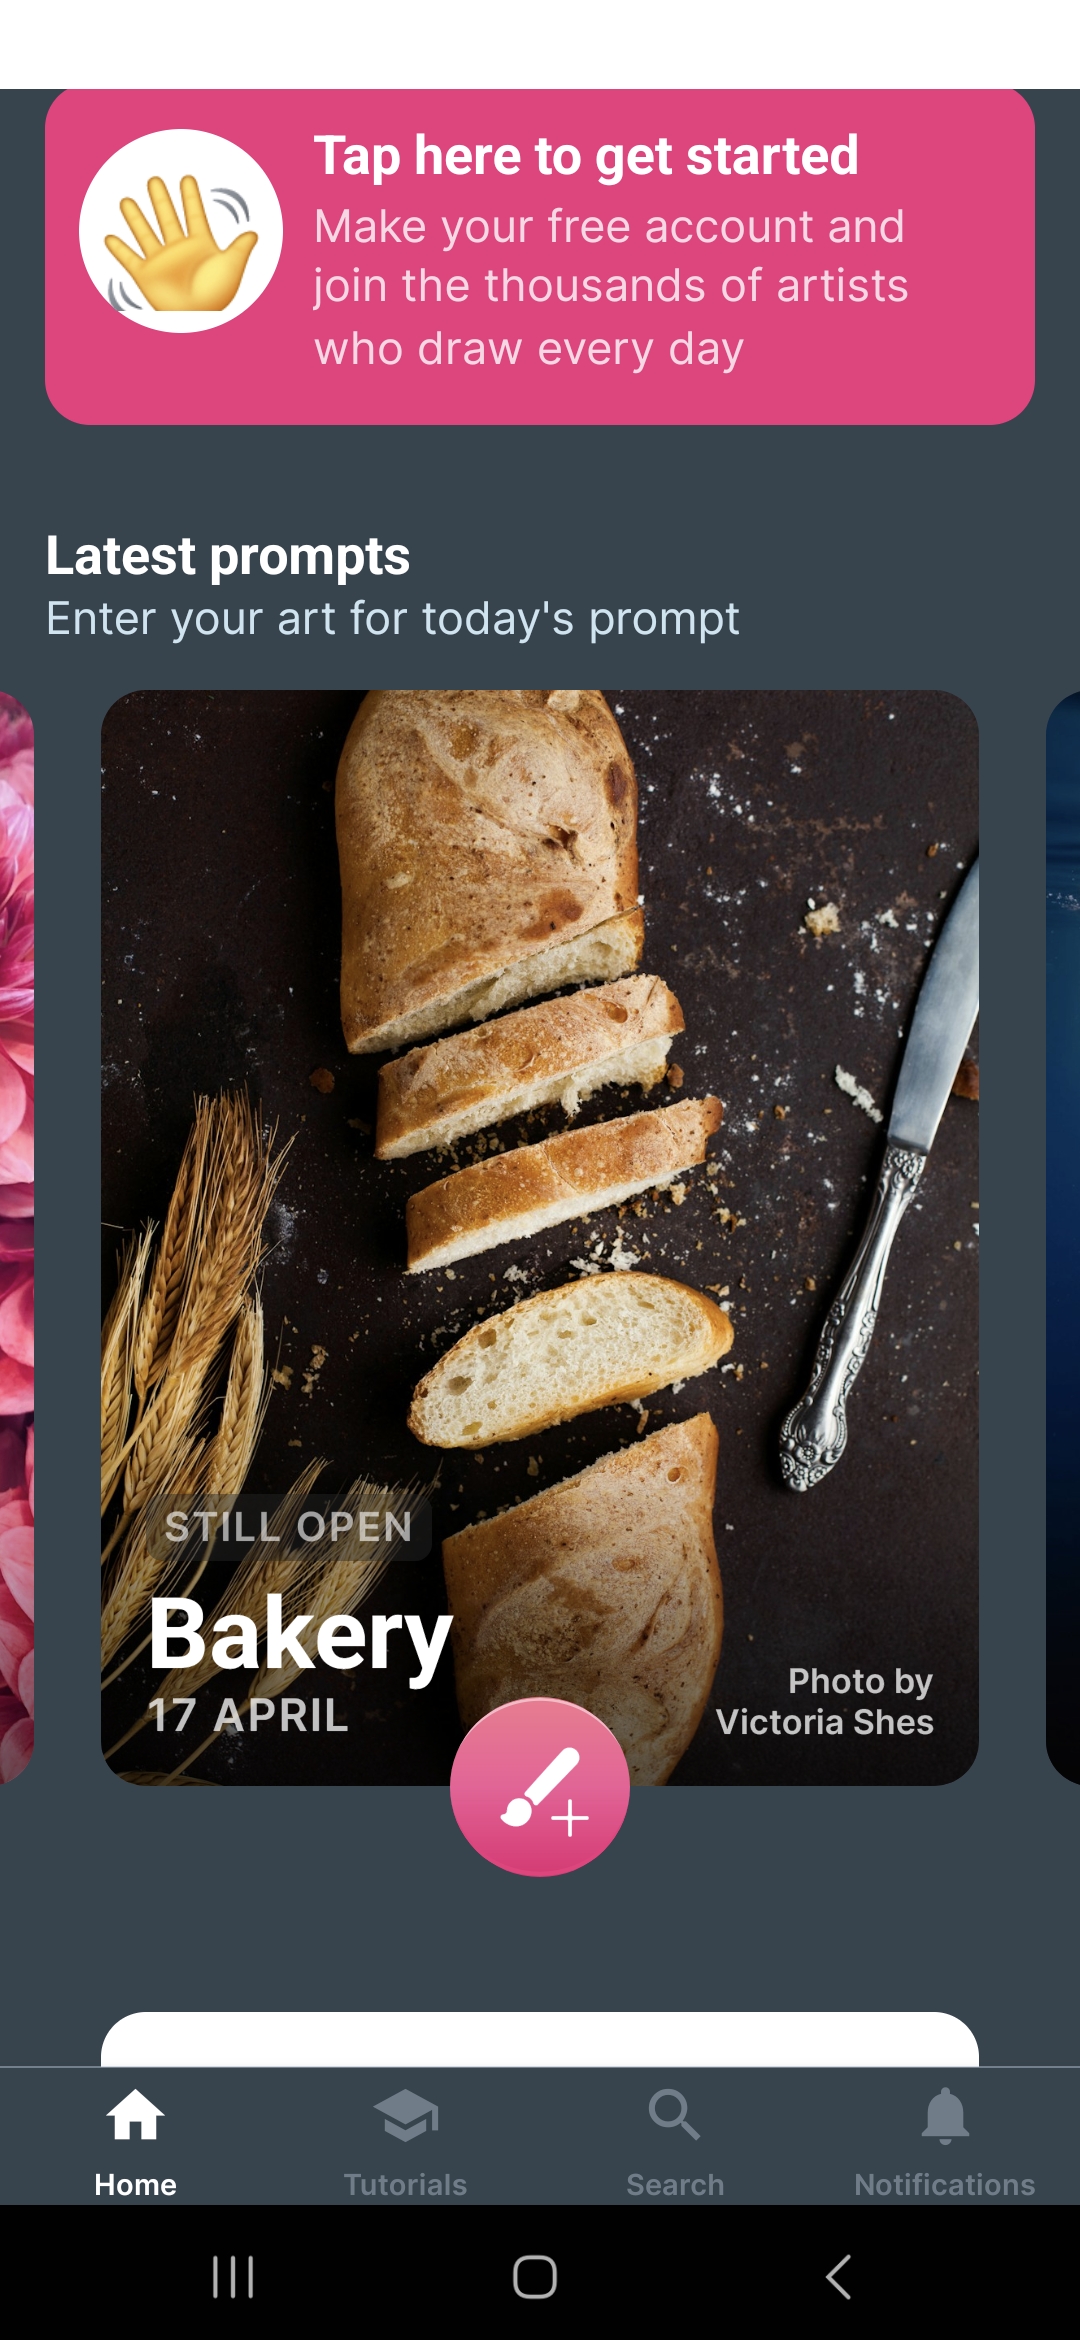 Tap here to get started
Make your free account and
join the thousands of artists
who draw every day
Latest prompts
Enter your art for today's prompt
STILL OPEN
Bakery
17 APRIL
Photo by
Victoria Shes
Home
Tutorials
Search
Notifications